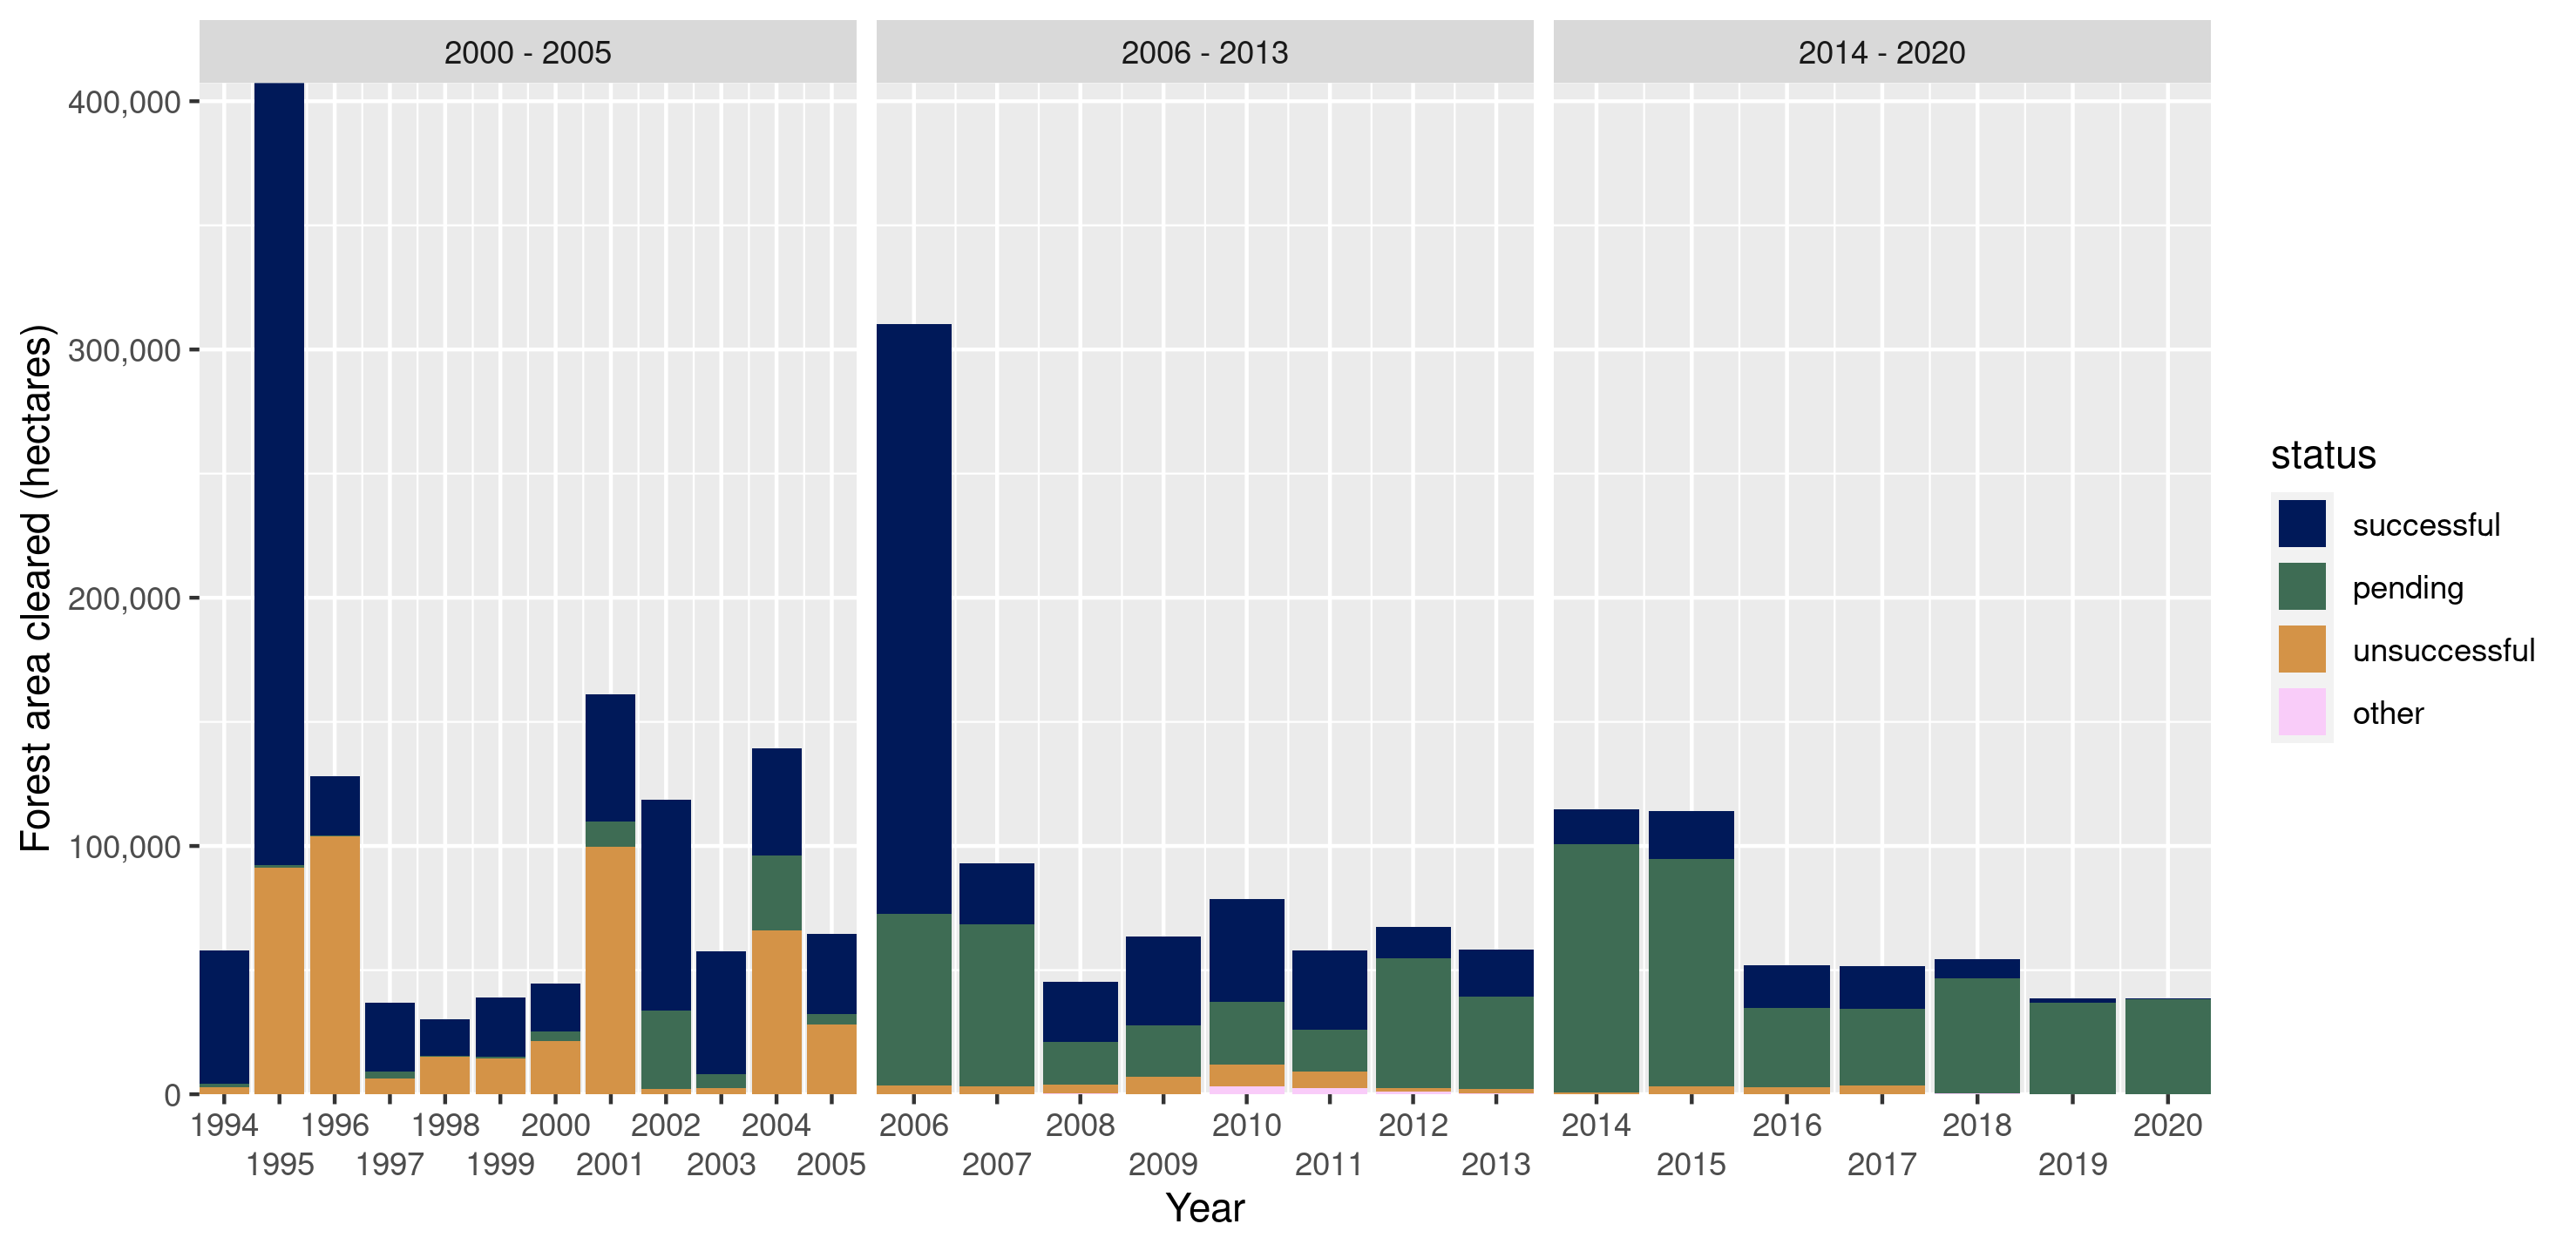 2000 - 2005
2006 - 2013
2014 - 2020
Forest area cleared (hectares)
400,000
300,000
200,000
100,000
0
1994 1996 1998 2000 2002 2004 2006 2008 2010 2012 2014 2016 2018 2020
1995 1997 1999 2001 2003 2005 2007 2009 2011 2013 2015 2017 2019
Year
status
successful
pending
unsuccessful
other